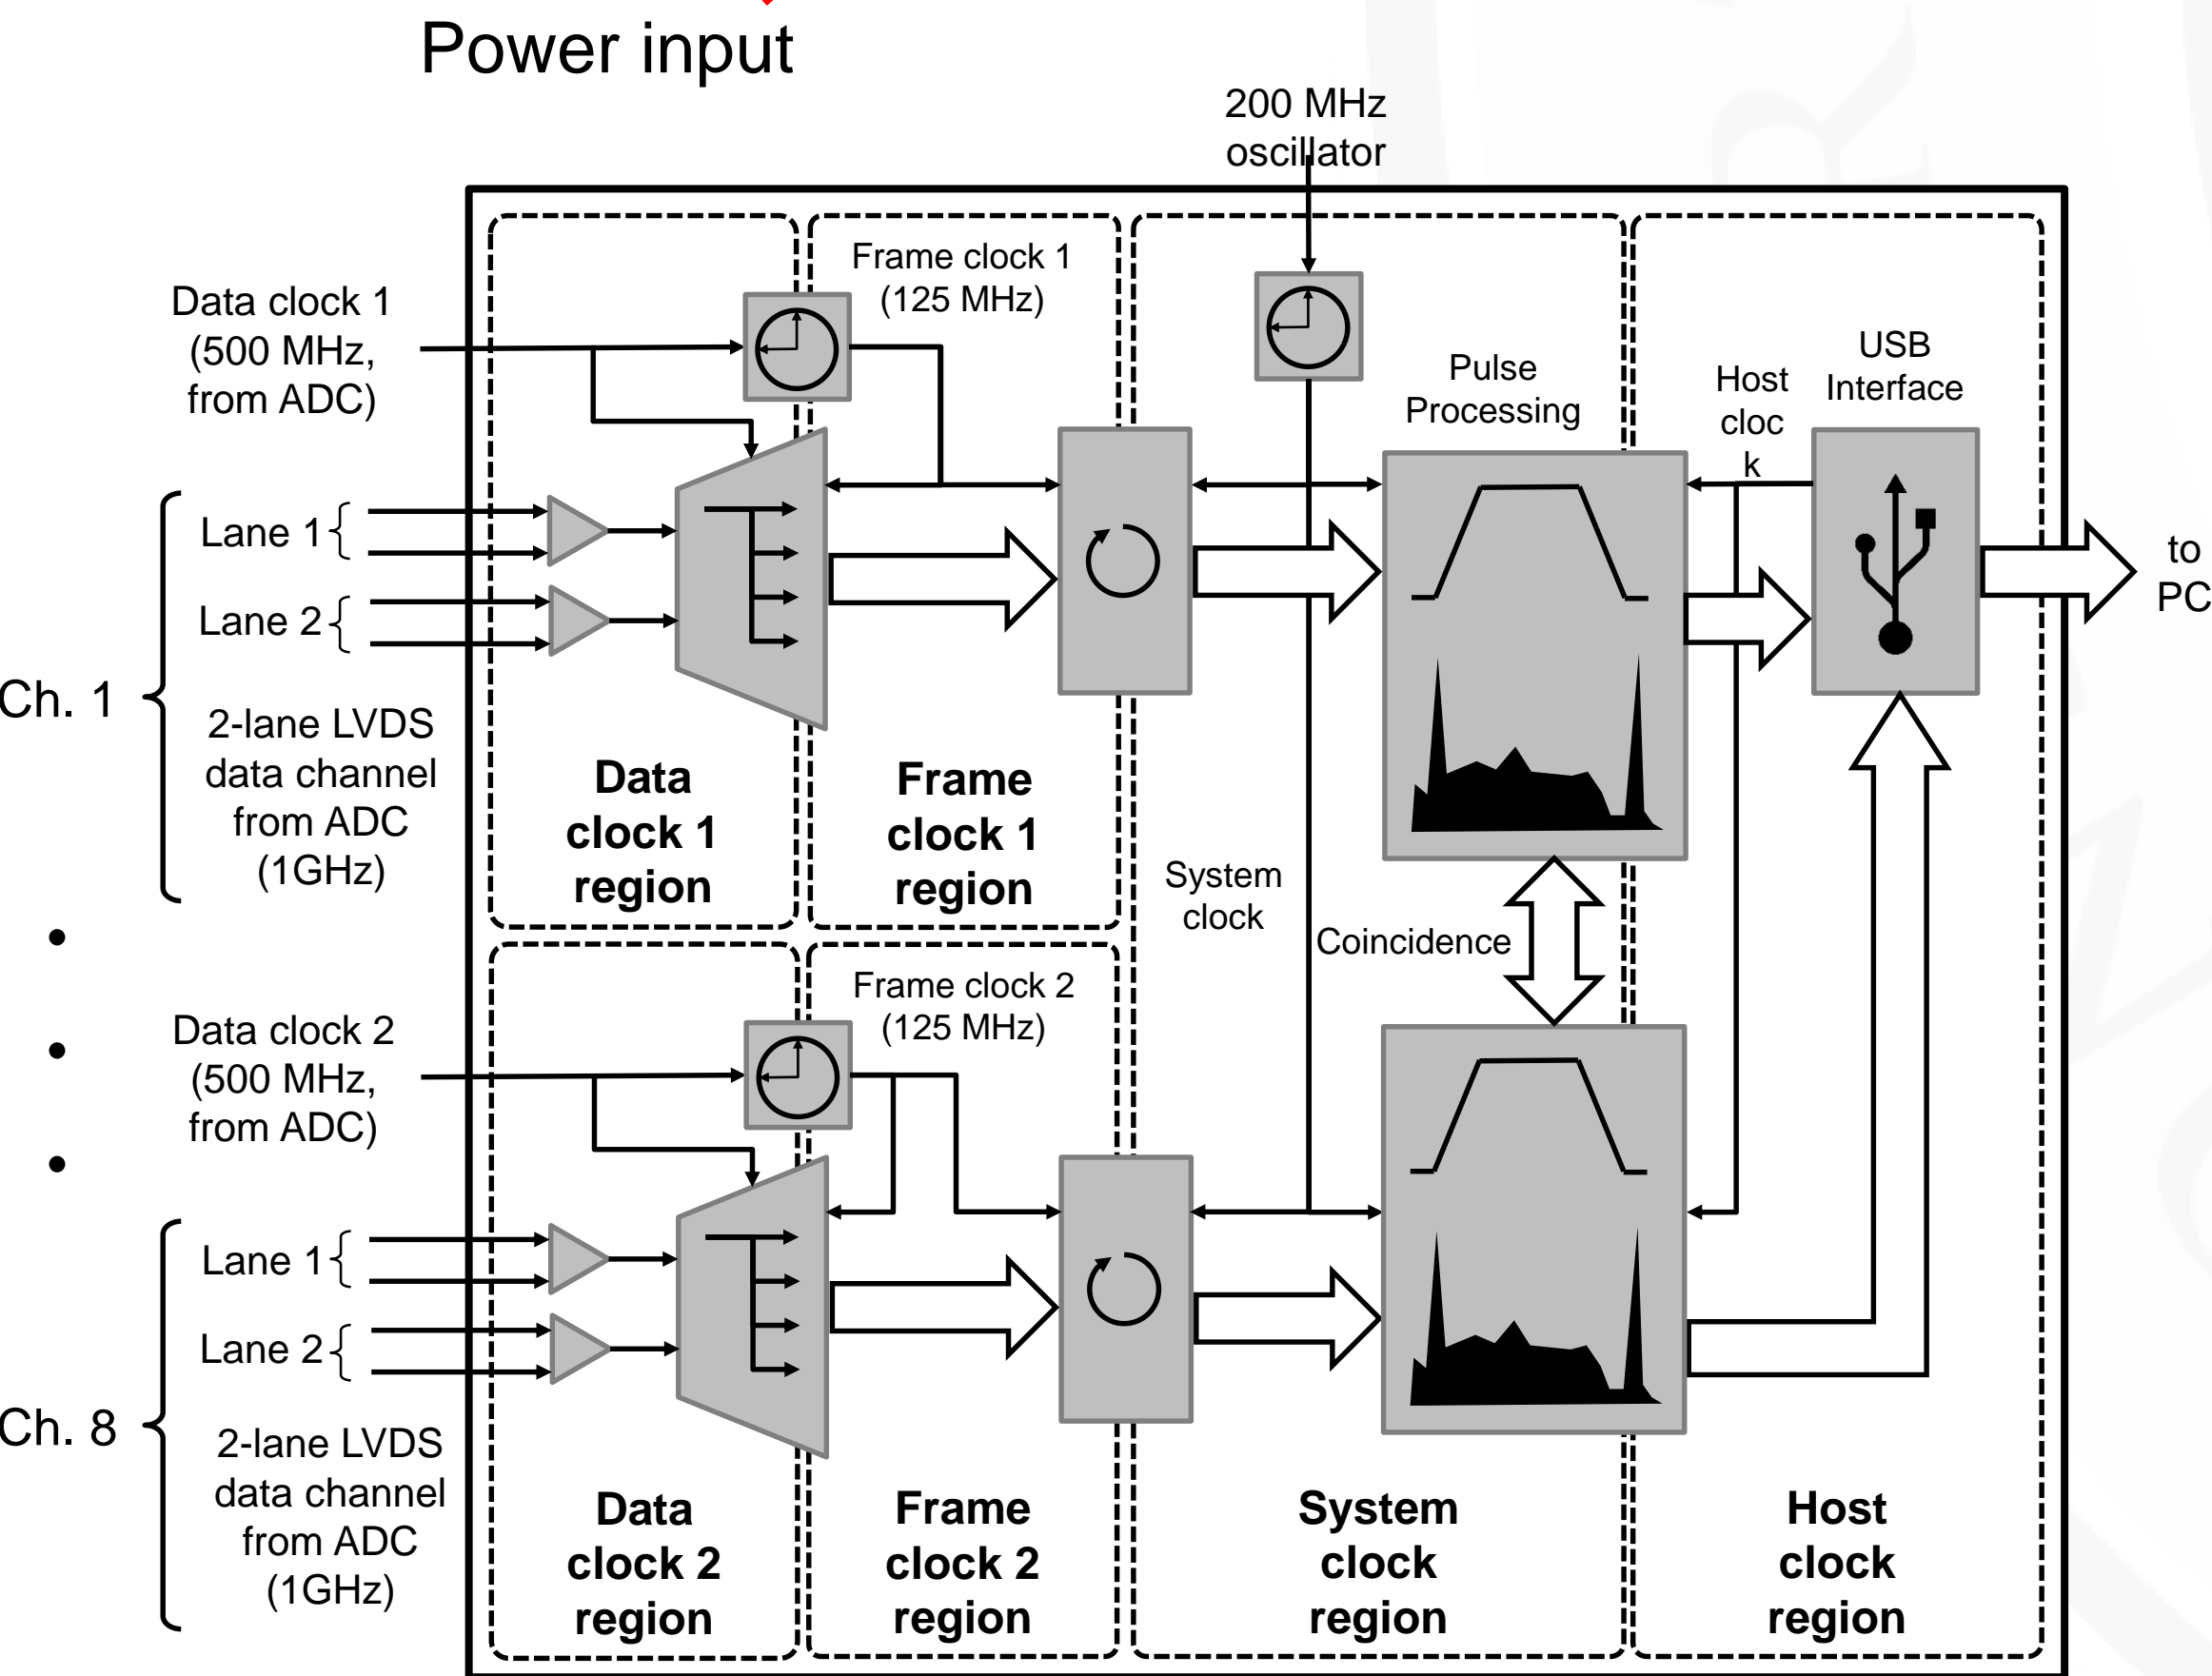 Power input
200 MHz
oscillator
Frame clock 1
(125 MHz)
Data clock 1
(500 MHz,
from ADC)
Pulse
Processing
Host
cloc
k
USB
Interface
Lane 1
Lane 2
to
PC
Ch. 1
2-lane LVDS
data channel
from ADC
(1GHz)
Data
clock 1
region
Frame
clock 1
region
System
clock
Coincidence
•
•
•
Frame clock 2
(125 MHz)
Data clock 2
(500 MHz,
from ADC)
Lane 1
Lane 2
Ch. 8
2-lane LVDS
data channel
from ADC
(1GHz)
Data
clock 2
region
Frame
clock 2
region
System
clock
region
Host
clock
region